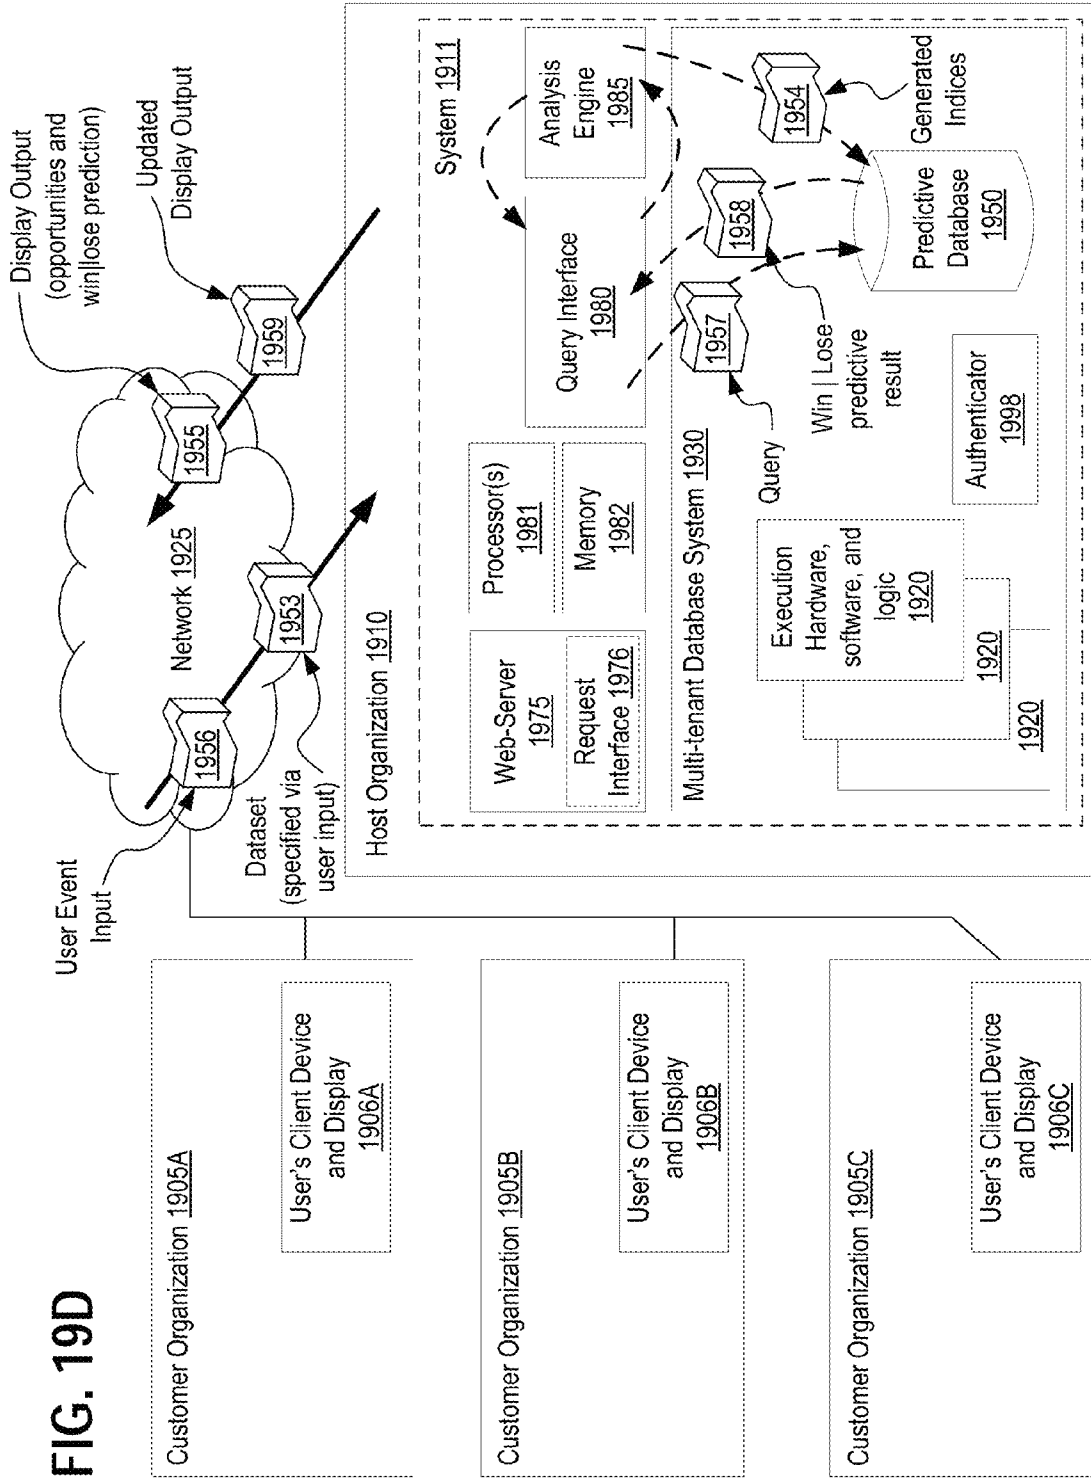 FIG. 19D
Customer Organization 1905A
User's Client Device
and Display
1906A
Customer Organization 1905B
User's Client Device
and Display
1906B
Customer Organization 1905C
User's Client Device
and Display
1906C
User Event
Input
1956
Network 1925
1953
Dataset
(specified via
user input)
Display Output
(opportunities and
win|lose prediction)
1955
Updated
Display Output
1959
Host Organization 1910
System 1911
Web-Server
1975
Request
Interface 1976
Processor(s)
1981
Memory
1982
Query Interface
1980
Analysis
Engine
1985
Multi-tenant Database System 1930
Execution
Hardware,
software, and
logic
1920
1920
1920
Query
1957
1958
Win | Lose
predictive
result
1954
Generated
Indices
Predictive
Database
1950
Authenticator
1998